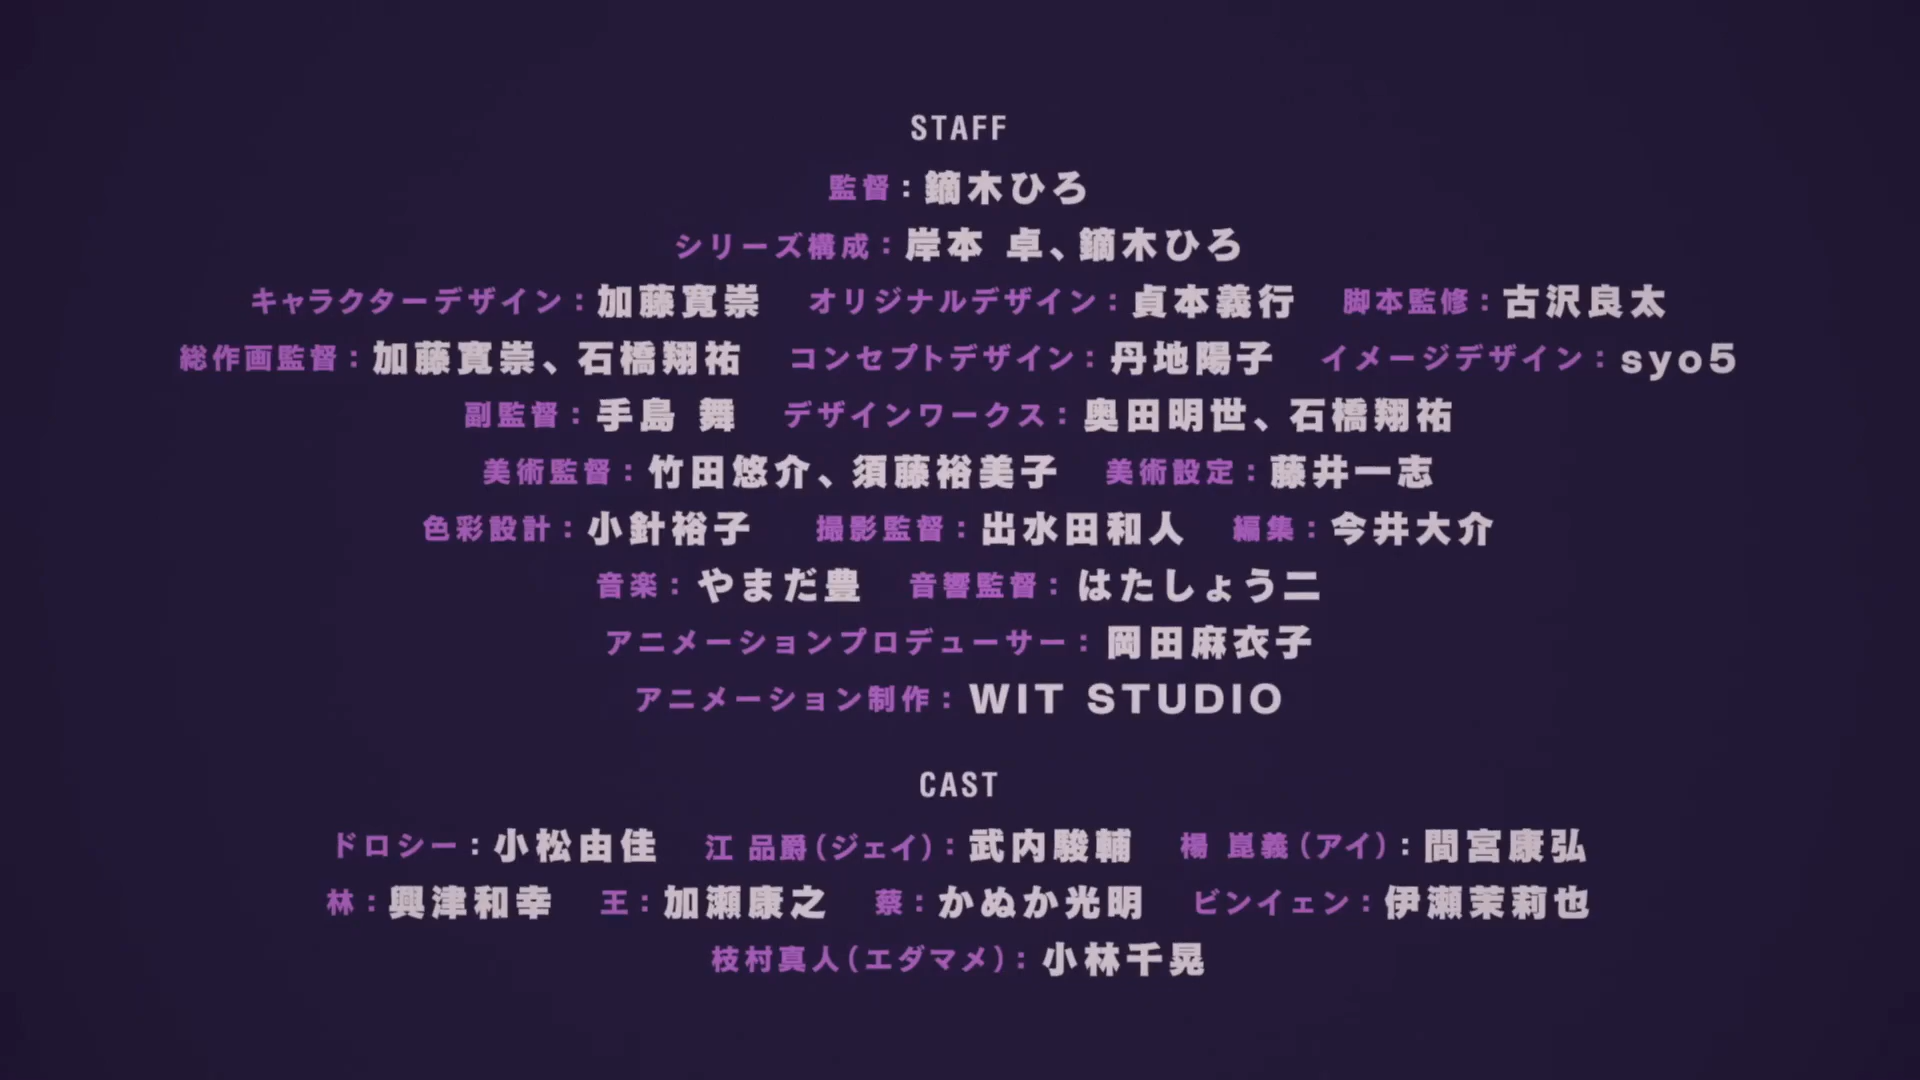 STAFF
監督：鏑木ひろ
シリーズ構成：岸本 卓、鏑木ひろ
キャラクターデザイン：加藤寛崇 オリジナルデザイン：貞本義行 脚本監修：古沢良太
総作画監督：加藤寛崇、石橋翔祐 コンセプトデザイン：丹地陽子 イメージデザイン：syo5
副監督：手島 舞 デザインワークス：奥田明世、石橋翔祐
美術監督：竹田悠介、須藤裕美子 美術設定：藤井一志
色彩設計：小針裕子 撮影監督：出水田和人 編集：今井大介
音楽：やまだ豊 音響監督：はたしょう二
アニメーションプロデューサー：岡田麻衣子
アニメーション制作：WIT STUDIO
CAST
ドロシー：小松由佳 江 品爵（ジェイ）：武内駿輔 楊 崑義（アイ）：間宮康弘
林：興津和幸 王：加瀬康之 蔡：かぬか光明 ビンイェン：伊瀬茉莉也
枝村真人（エダマメ）：小林千晃